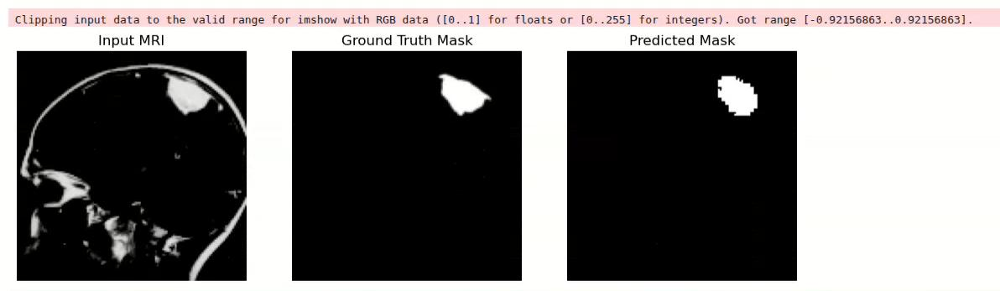 Clipping input data to the valid range for imshow with RGB data ([0..1] for floats or [0..255] for integers). Got range [-0.92156863..0.92156863].
Input MRI
Ground Truth Mask
Predicted Mask